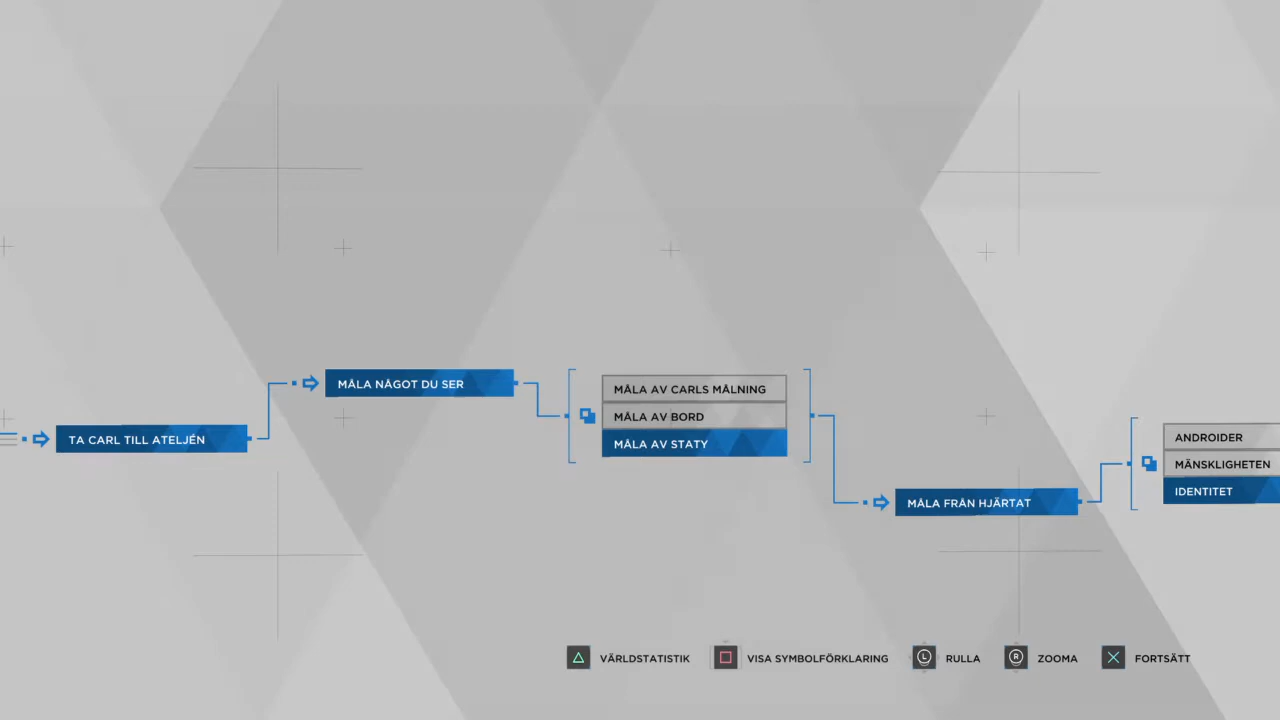 TA CARL TILL ATELJÉN
MÅLA NÅGOT DU SER
MÅLA AV CARLS MÅLNING
MÅLA AV BORD
MÅLA AV STATY
MÅLA FRÅN HJÄRTAT
ANDROIDER
MÄNSKLIGHETEN
IDENTITET
VÄRLDSTATISTIK
VISA SYMBOLFÖRKLARING
L RULLA
R ZOOMA
FORTSÄTT